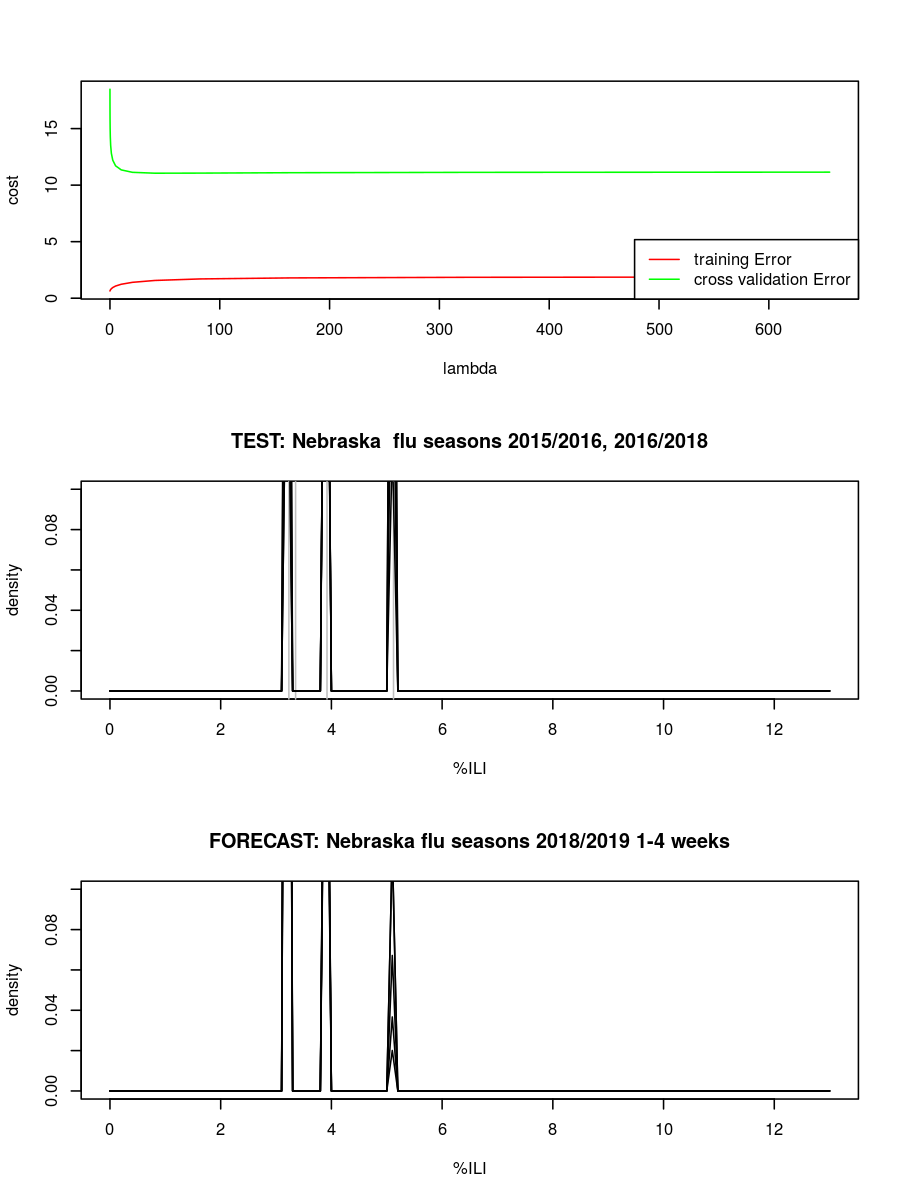 cost
0
5
10
15
0 100 200 300 400 500 600
lambda
training Error
cross validation Error
TEST: Nebraska  flu seasons 2015/2016, 2016/2018
density
0.00
0.04
0.08
0 2 4 6 8 10 12
%ILI
FORECAST: Nebraska flu seasons 2018/2019 1-4 weeks
density
0.00
0.04
0.08
0 2 4 6 8 10 12
%ILI